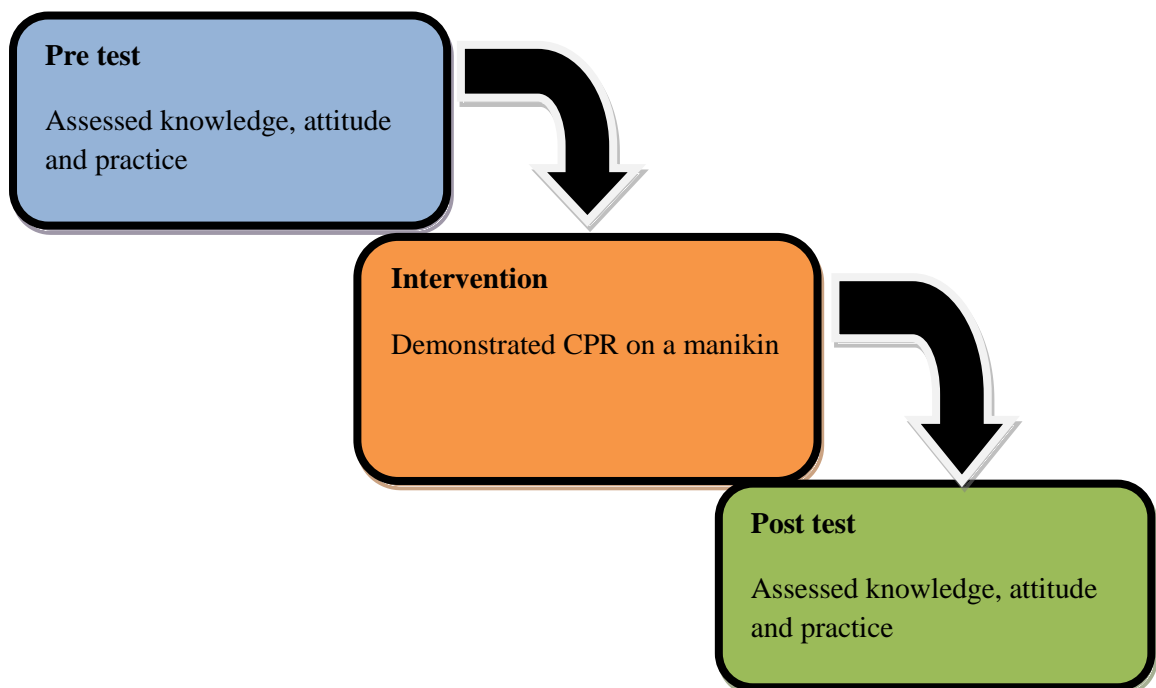 Pre test
Assessed knowledge, attitude
and practice
Intervention
Demonstrated CPR on a manikin
Post test
Assessed knowledge, attitude
and practice